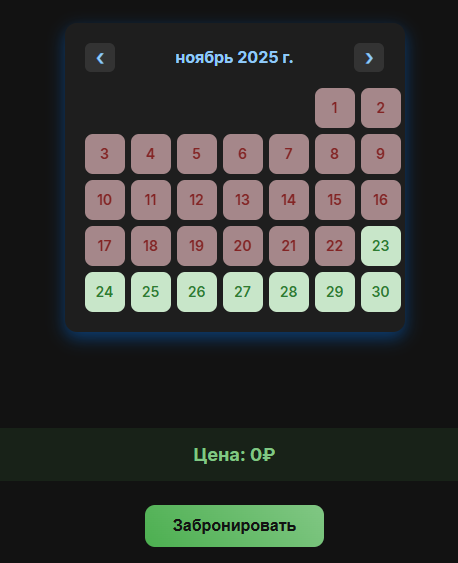 ‹ ноябрь 2025 г. ›
1 2
3 4 5 6 7 8 9
10 11 12 13 14 15 16
17 18 19 20 21 22 23
24 25 26 27 28 29 30
Цена: 0₽
Забронировать